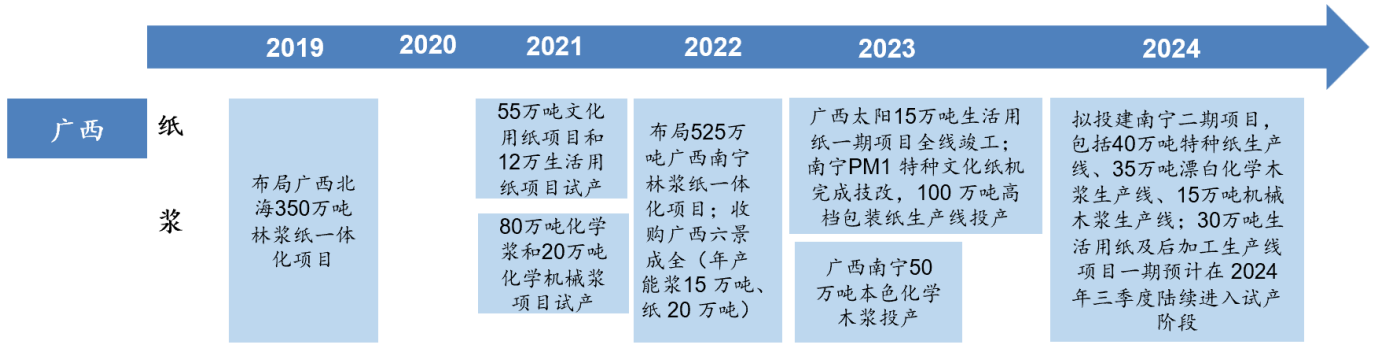 2019
2020
2021
2022
2023
2024
广西
纸
浆
布局广西北
海350万吨
林浆纸一体
化项目
55万吨文化
用纸项目和
12万生活用
纸项目试产
80万吨化学
浆和20万吨
化学机械浆
项目试产
布局525万
吨广西南宁
林浆纸一体
化项目；收
购广西六景
成全（年产
能浆15 万吨、
纸 20 万吨）
广西太阳15万吨生活用
纸一期项目全线竣工；
南宁PM1 特种文化纸机
完成技改，100 万吨高
档包装纸生产线投产
广西南宁50
万吨本色化学
木浆投产
拟投建南宁二期项目，
包括40万吨特种纸生产
线、35万吨漂白化学木
浆生产线、15万吨机械
木浆生产线；30万吨生
活用纸及后加工生产线
项目一期预计在 2024
年三季度陆续进入试产
阶段